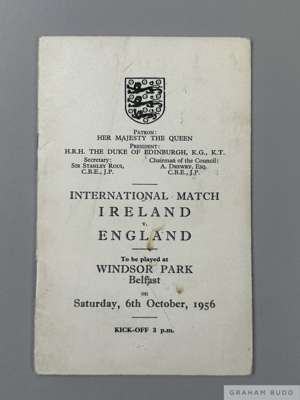 PATRON:
HER MAJESTY THE QUEEN
PRESIDENT:
H.R.H. THE DUKE OF EDINBURGH, K.G., K.T.
Secretary: Chairman of the Council:
SIR STANLEY ROUS, A. DREWRY, ESQ.
C.B.E., J.P. C.B.E., J.P.
INTERNATIONAL MATCH
IRELAND
v.
ENGLAND
To be played at
WINDSOR PARK
Belfast
on
Saturday, 6th October, 1956
KICK-OFF 3 p.m.
GRAHAM BUDD